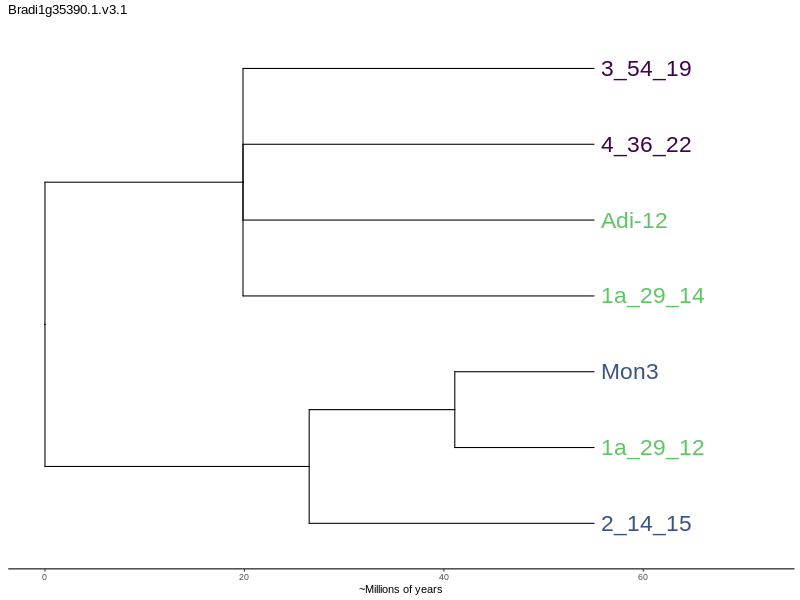 Bradi1g35390.1.v3.1
3_54_19
4_36_22
Adi-12
1a_29_14
Mon3
1a_29_12
2_14_15
0 20 40 60
~Millions of years